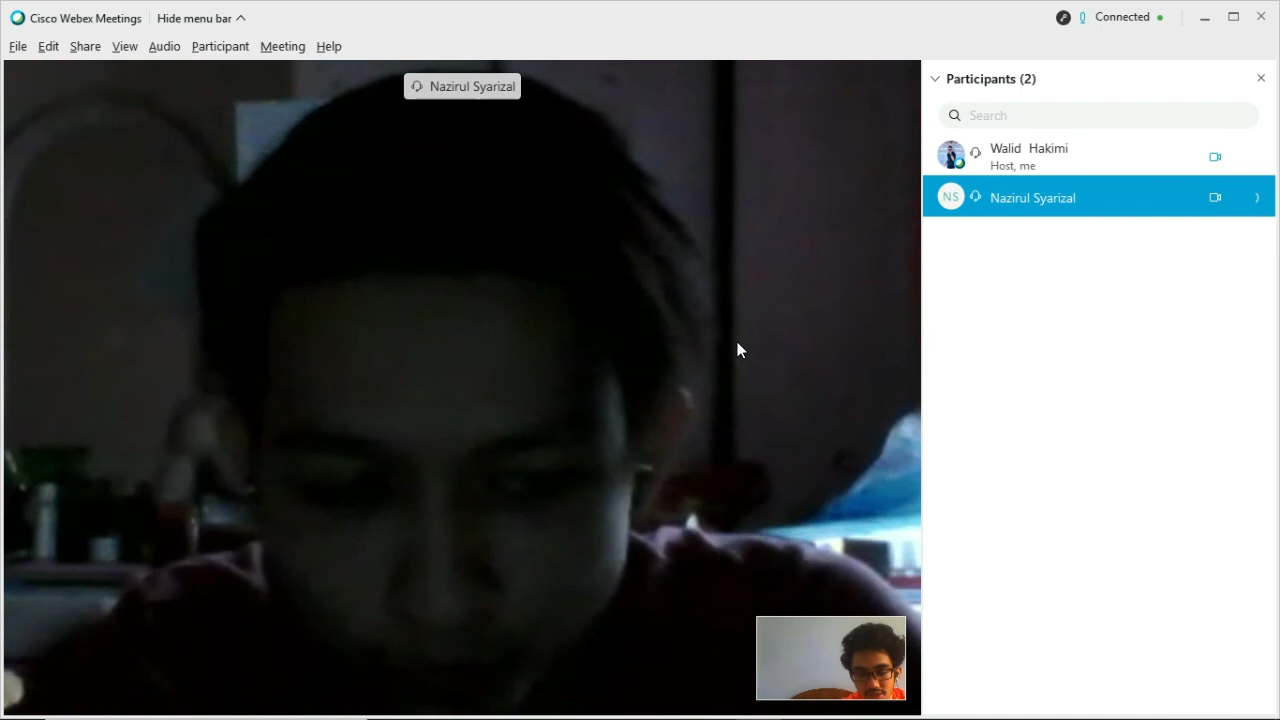 Cisco Webex Meetings Hide menu bar
Connected
File Edit Share View Audio Participant Meeting Help
Nazirul Syarizal
Participants (2)
Search
Walid Hakimi
Host, me
NS Nazirul Syarizal